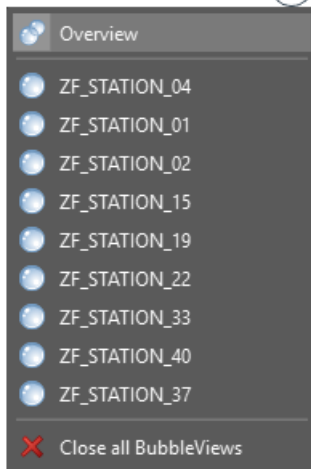 Overview
ZF_STATION_04
ZF_STATION_01
ZF_STATION_02
ZF_STATION_15
ZF_STATION_19
ZF_STATION_22
ZF_STATION_33
ZF_STATION_40
ZF_STATION_37
Close all BubbleViews